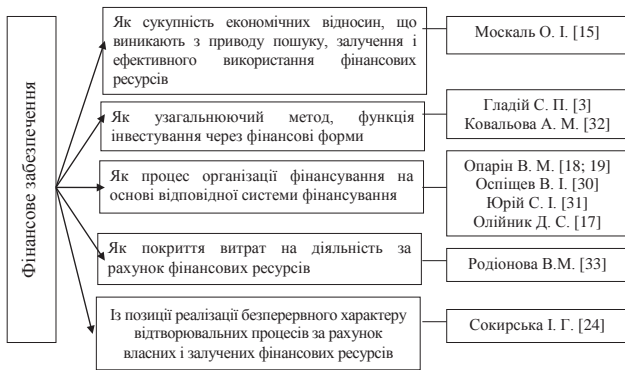 Фінансове забезпечення
Як сукупність економічних відносин, що
виникають з приводу пошуку, залучення і
ефективного використання фінансових
ресурсів
Москаль О. І. [15]
Як узагальнюючий метод, функція
інвестування через фінансові форми
Гладій С. П. [3]
Ковальова А. М. [32]
Як процес організації фінансування на
основі відповідної системи фінансування
Опарін В. М. [18; 19]
Оспіщев В. І. [30]
Юрій С. І. [31]
Олійник Д. С. [17]
Як покриття витрат на діяльність за
рахунок фінансових ресурсів
Родіонова В.М. [33]
Із позиції реалізації безперервного характеру
відтворювальних процесів за рахунок
власних і залучених фінансових ресурсів
Сокирська І. Г. [24]